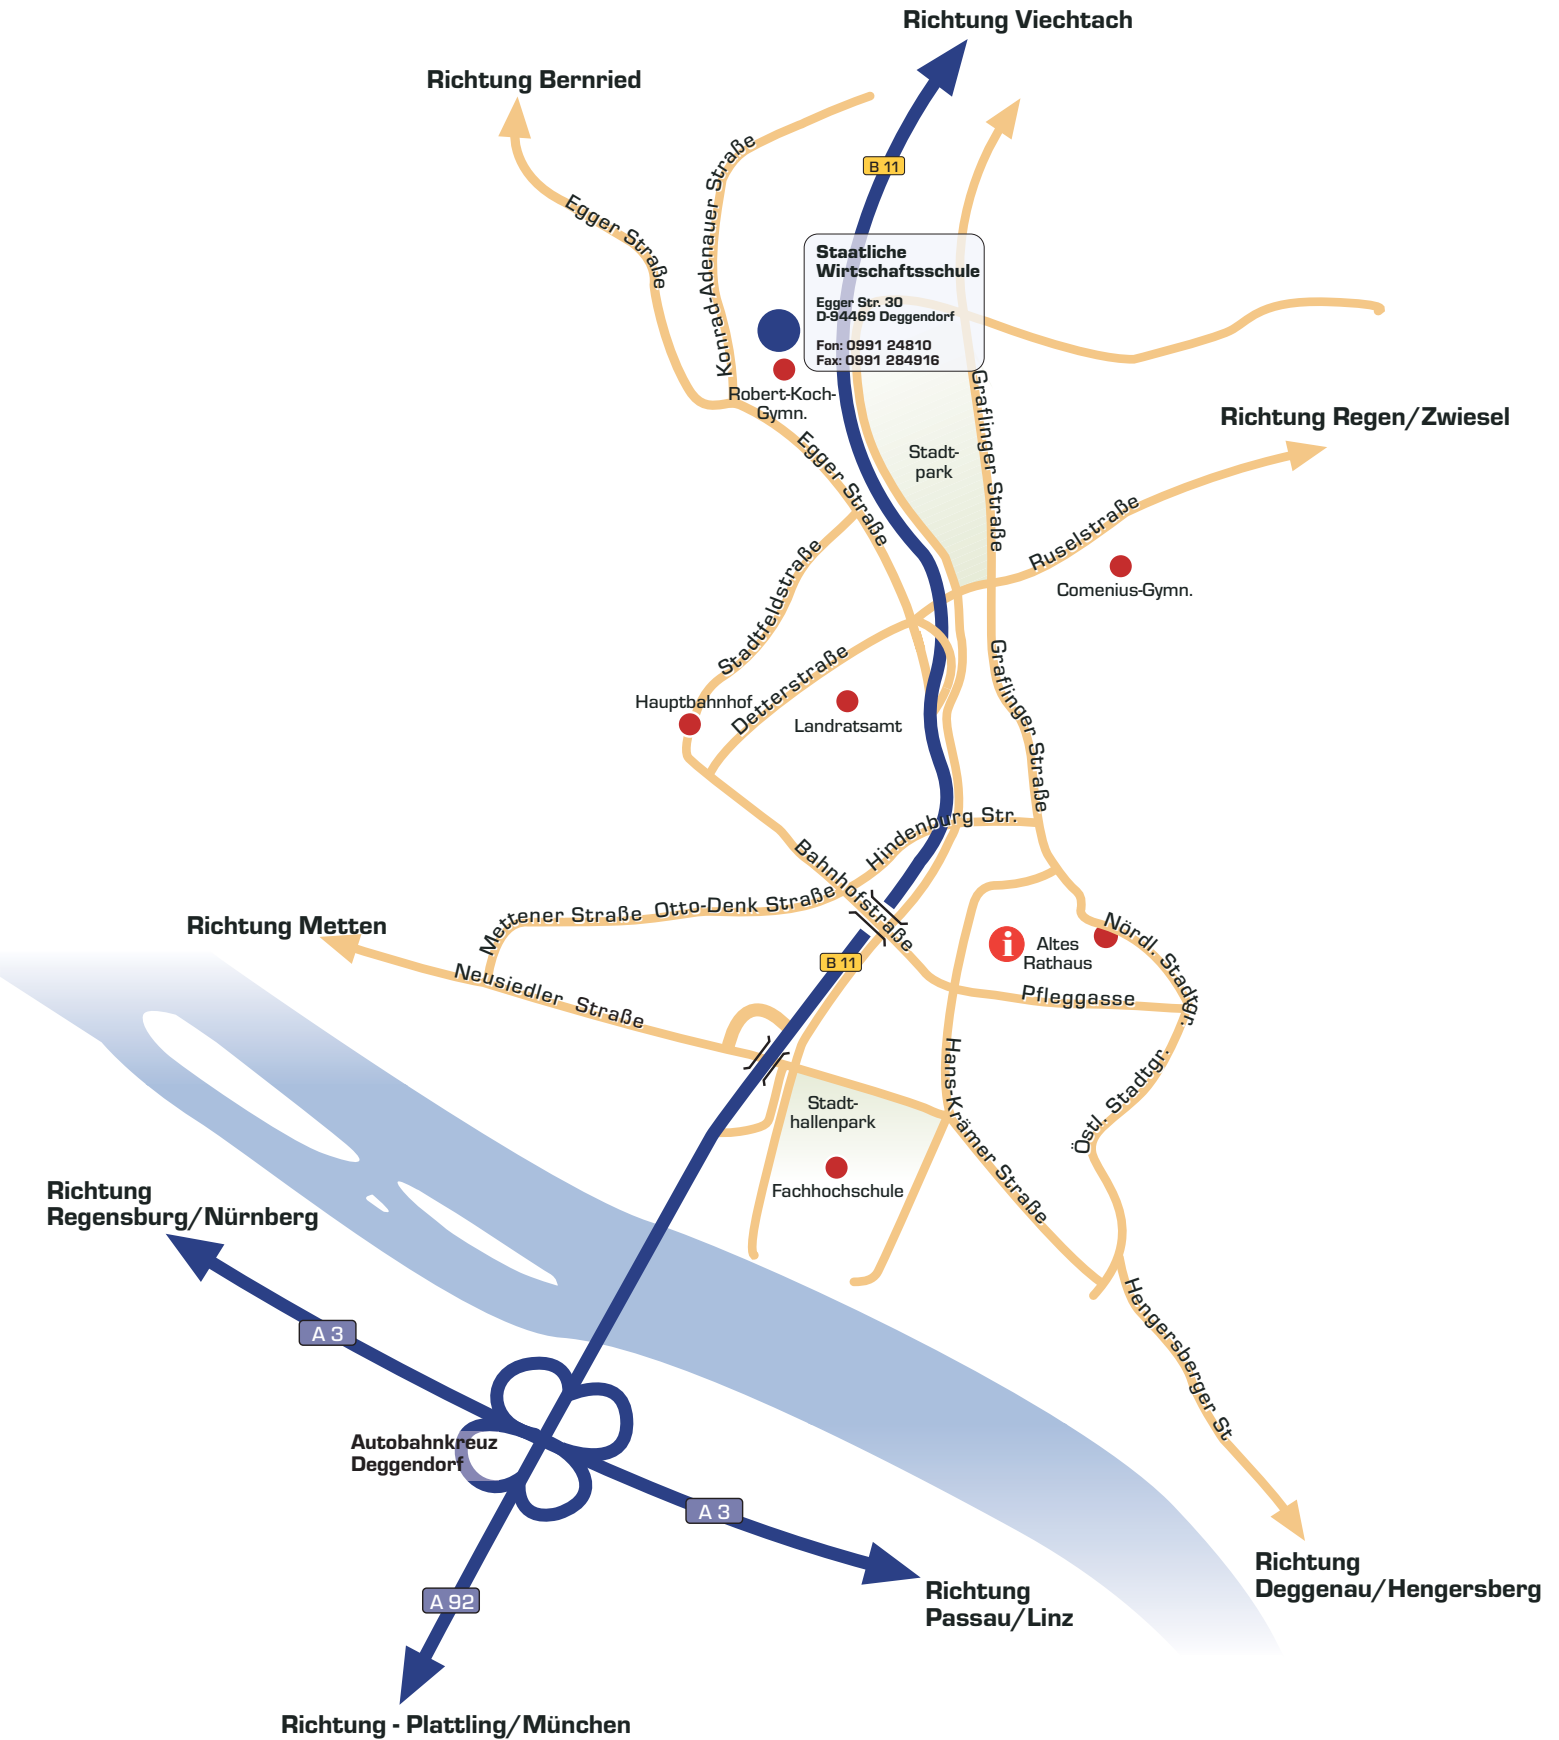 Richtung Viechtach
Richtung Bernried
Konrad-Adenauer Straße
B 11
Egger Straße
Staatliche
Wirtschaftsschule
Egger Str. 30
D-94469 Deggendorf
Fon: 0991 24810
Fax: 0991 284916
Robert-Koch-
Gymn.
Graflinger Straße
Richtung Regen/Zwiesel
Egger Straße
Stadt-
park
Ruselstraße
Comenius-Gymn.
Stadtfeldstraße
Detterstraße
Hauptbahnhof
Landratsamt
Graflinger Straße
Hindenburg Str.
Bahnhofstraße
Mettener Straße
Otto-Denk Straße
Richtung Metten
Nördl. Stadtgr.
i
Altes
Rathaus
B 11
Neusiedler Straße
Pfleggasse
Hans-Krämer Straße
Östl. Stadtgr.
Stadt-
hallenpark
Fachhochschule
Richtung
Regensburg/Nürnberg
Hengersberger St
A 3
Autobahnkreuz
Deggendorf
A 3
Richtung
Deggenau/Hengersberg
Richtung
Passau/Linz
A 92
Richtung - Plattling/München